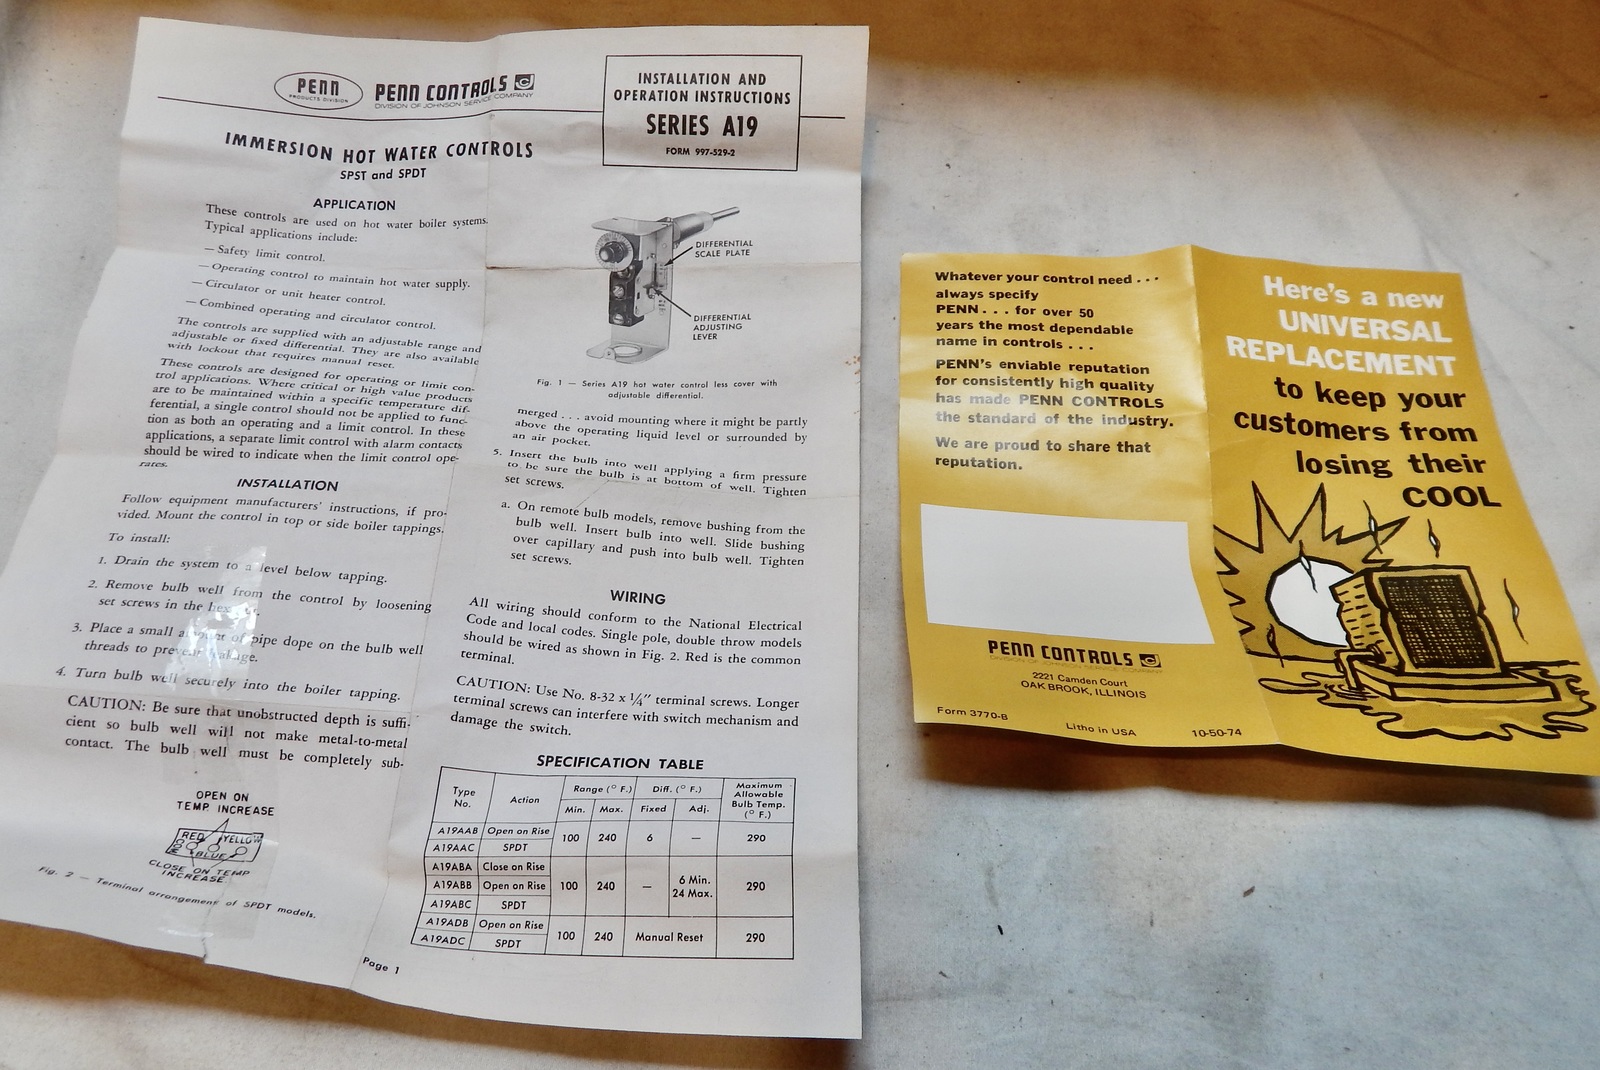 PENN
PRODUCTS DIVISION
PENN CONTROLS
DIVISION OF JOHNSON SERVICE COMPANY
INSTALLATION AND
OPERATION INSTRUCTIONS
SERIES A19
FORM 997-529-2
IMMERSION HOT WATER CONTROLS
SPST and SPDT
APPLICATION
These controls are used on hot water boiler systems.
Typical applications include:
— Safety limit control.
— Operating control to maintain hot water supply.
— Circulator or unit heater control.
— Combined operating and circulator control.
The controls are supplied with an adjustable range and
adjustable or fixed differential. They are also available
with lockout that requires manual reset.
These controls are designed for operating or limit con-
trol applications. Where critical or high value products
are to be maintained within a specific temperature dif-
ferential, a single control should not be applied to func-
tion as both an operating and a limit control. In these
applications, a separate limit control with alarm contacts
should be wired to indicate when the limit control ope-
rates.
INSTALLATION
Follow equipment manufacturers' instructions, if pro-
vided. Mount the control in top or side boiler tappings.
To install:
1. Drain the system to a level below tapping.
2. Remove bulb well from the control by loosening
set screws in the
3. Place a small amount of pipe dope on the bulb well
threads to prevent leakage.
4. Turn bulb well securely into the boiler tapping.
CAUTION: Be sure that unobstructed depth is suffi-
cient so bulb well will not make metal-to-metal
contact. The bulb well must be completely sub-
OPEN ON
TEMP INCREASE
RED YELLOW
BLUE
CLOSE ON TEMP
INCREASE
Fig. 2 — Terminal arrangement of SPDT models.
DIFFERENTIAL
SCALE PLATE
DIFFERENTIAL
ADJUSTING
LEVER
Fig. 1 — Series A19 hot water control less cover with
adjustable differential.
merged . . . avoid mounting where it might be partly
above the operating liquid level or surrounded by
an air pocket.
5. Insert the bulb into well applying a firm pressure
to be sure the bulb is at bottom of well. Tighten
set screws.
a. On remote bulb models, remove bushing from the
bulb well. Insert bulb into well. Slide bushing
over capillary and push into bulb well. Tighten
set screws.
WIRING
All wiring should conform to the National Electrical
Code and local codes. Single pole, double throw models
should be wired as shown in Fig. 2. Red is the common
terminal.
CAUTION: Use No. 8-32 x 1/4" terminal screws. Longer
terminal screws can interfere with switch mechanism and
damage the switch.
SPECIFICATION TABLE
Type No. Action Range (° F.) Diff. (° F.) Maximum Allowable Bulb Temp. (° F.)
Min. Max. Fixed Adj.
A19AAB Open on Rise 100 240 6 — 290
A19AAC SPDT
A19ABA Close on Rise
A19ABB Open on Rise 100 240 — 6 Min. 24 Max. 290
A19ABC SPDT
A19ADB Open on Rise 100 240 Manual Reset 290
A19ADC SPDT
Page 1
Whatever your control need . . .
always specify
PENN . . . for over 50
years the most dependable
name in controls . . .
PENN's enviable reputation
for consistently high quality
has made PENN CONTROLS
the standard of the industry.
We are proud to share that
reputation.
PENN CONTROLS
DIVISION OF JOHNSON SERVICE COMPANY
2221 Camden Court
OAK BROOK, ILLINOIS
Form 3770-B
Litho in USA
10-50-74
Here's a new
UNIVERSAL
REPLACEMENT
to keep your
customers from
losing their
COOL